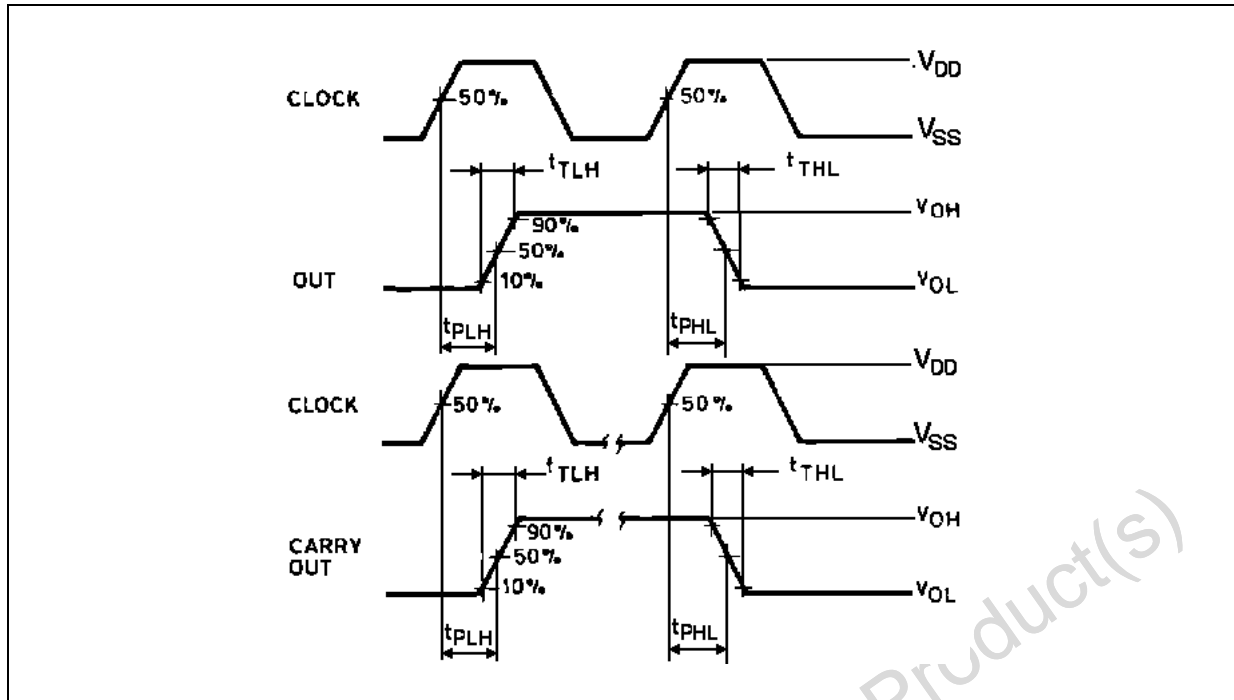 CLOCK
50%
50%
VDD
VSS
tTLH
tTHL
OUT
90%
50%
10%
VOH
VOL
tPLH
tPHL
CLOCK
50%
50%
VDD
VSS
tTLH
tTHL
CARRY
OUT
90%
50%
10%
VOH
VOL
tPLH
tPHL
Product(s)